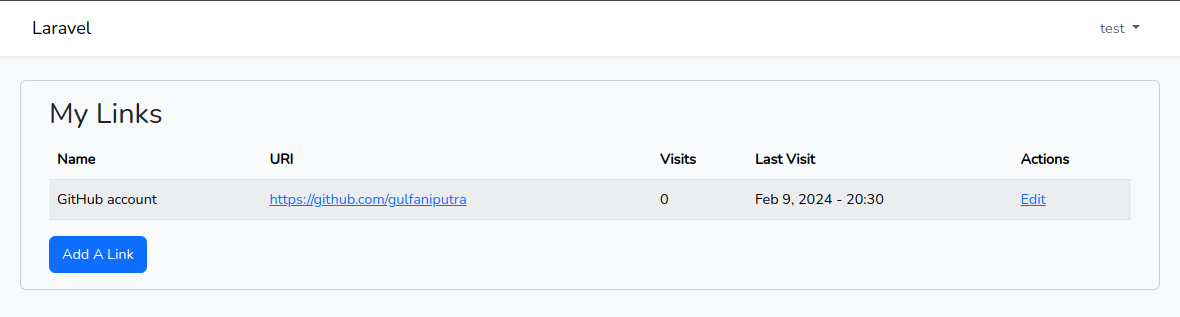 Laravel test
My Links
Name URI Visits Last Visit Actions
GitHub account https://github.com/gulfaniputra 0 Feb 9, 2024 - 20:30 Edit
Add A Link